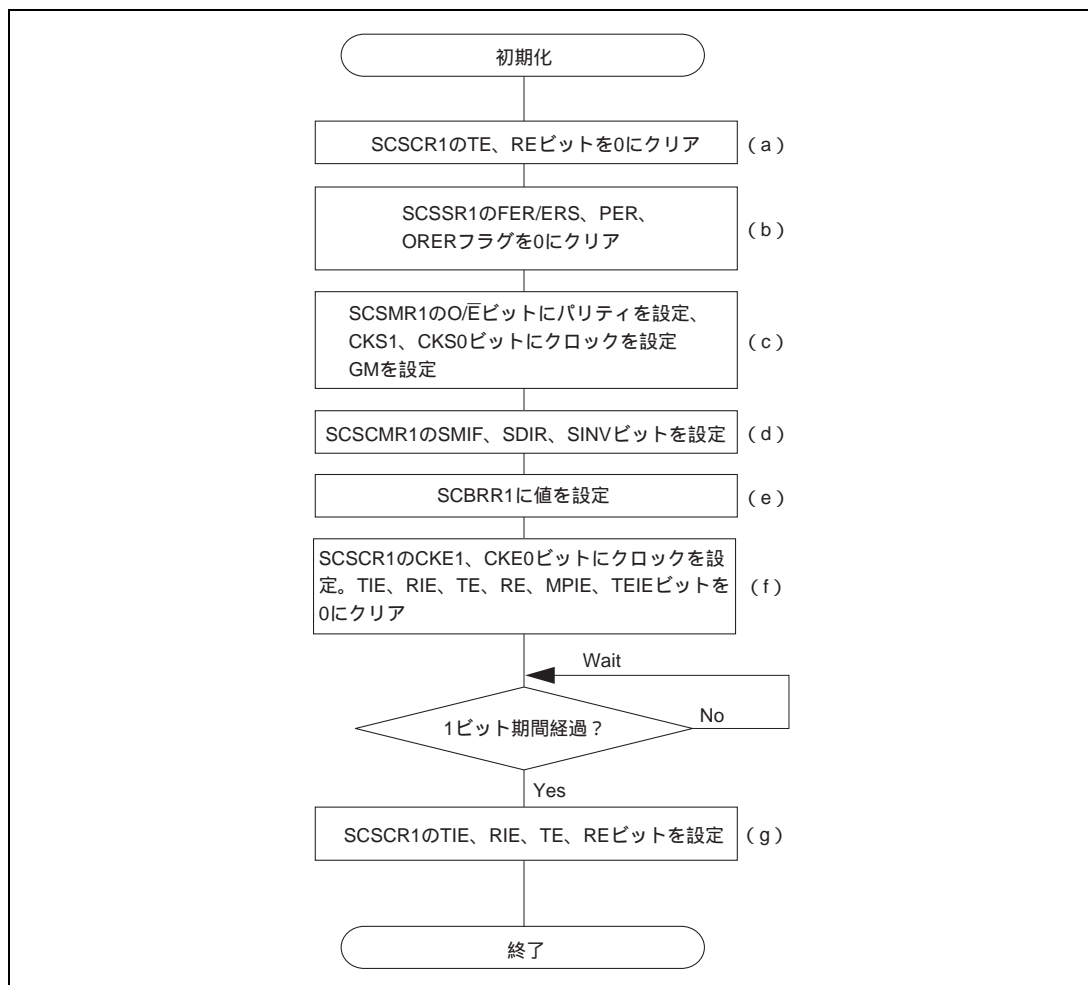 初期化
SCSCR1のTE、REビットを0にクリア
（a）
SCSSR1のFER/ERS、PER、
ORERフラグを0にクリア
（b）
SCSMR1のO/E̅ビットにパリティを設定、
CKS1、CKS0ビットにクロックを設定
GMを設定
（c）
SCSCMR1のSMIF、SDIR、SINVビットを設定
（d）
SCBRR1に値を設定
（e）
SCSCR1のCKE1、CKE0ビットにクロックを設
定。TIE、RIE、TE、RE、MPIE、TEIEビットを
0にクリア
（f）
Wait
1ビット期間経過？
No
Yes
SCSCR1のTIE、RIE、TE、REビットを設定
（g）
終了